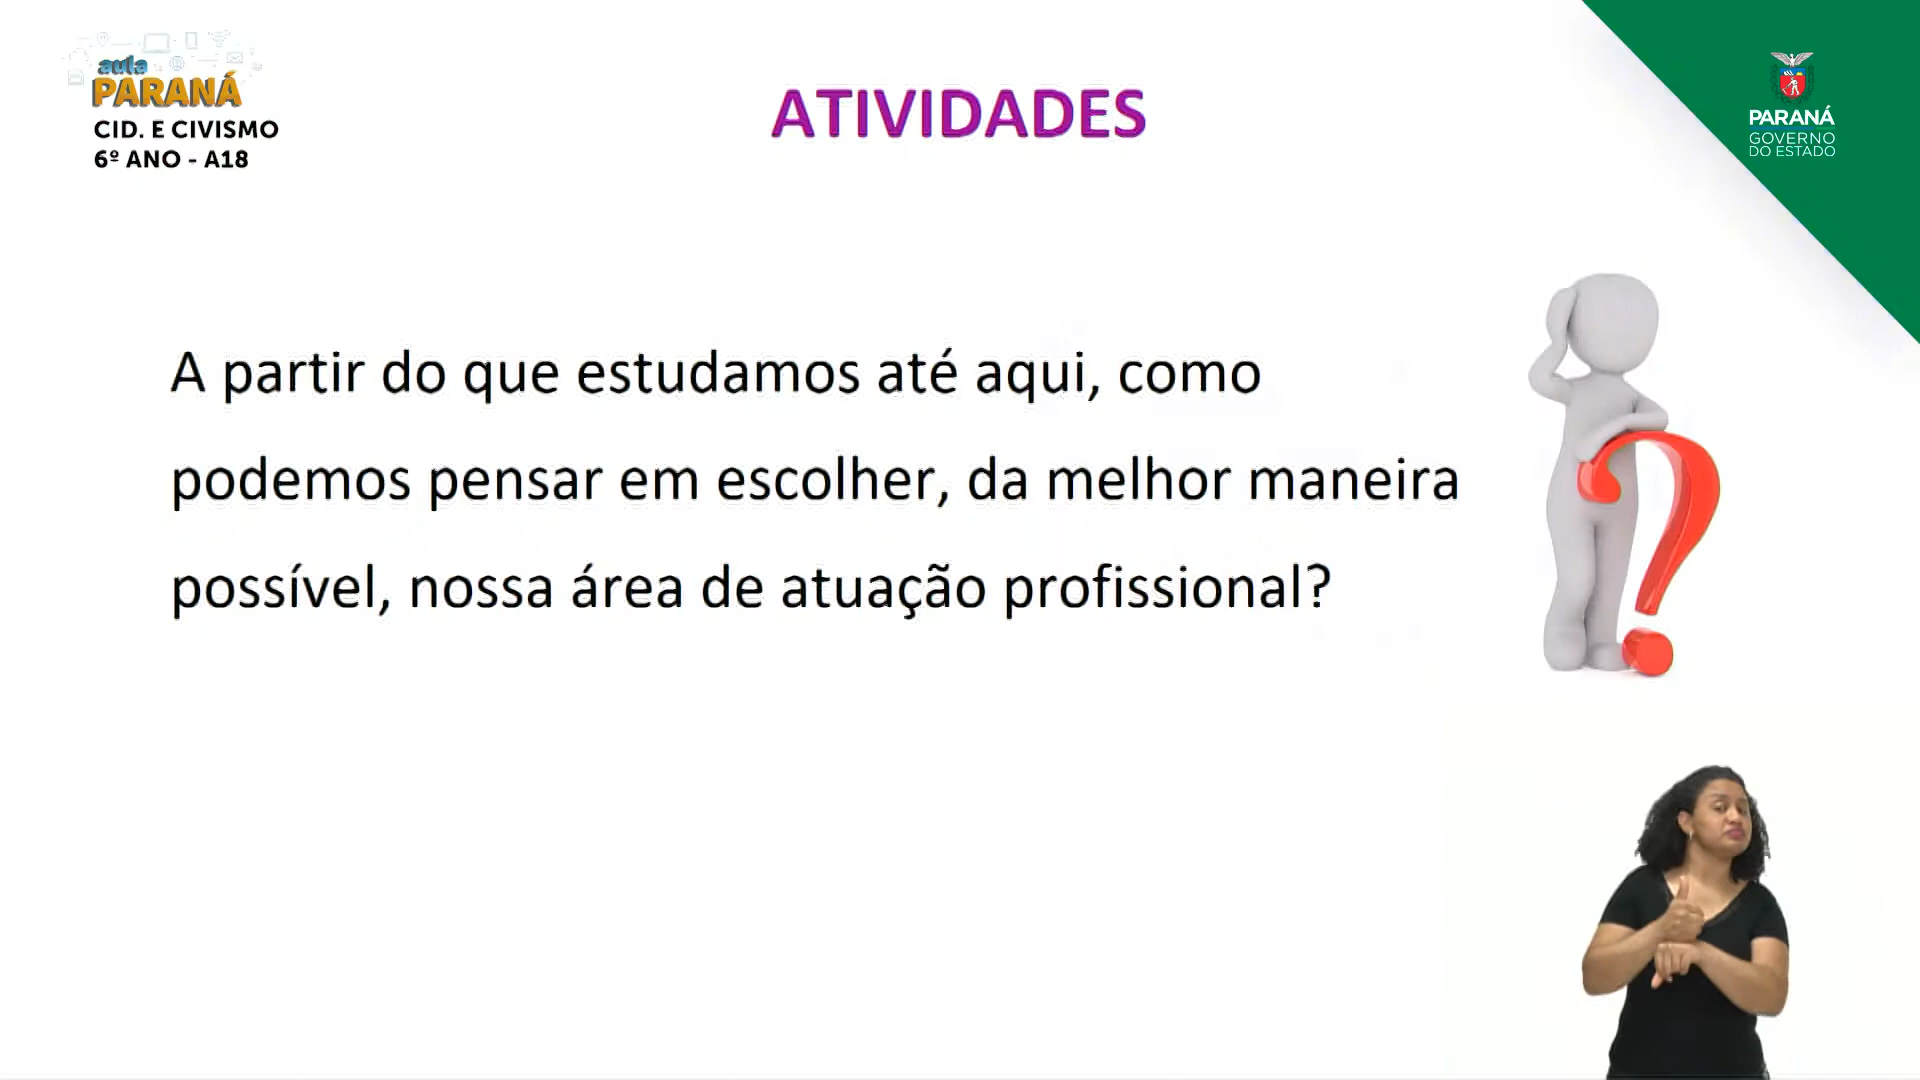 aula
PARANÁ
CID. E CIVISMO
6º ANO - A18
ATIVIDADES
PARANÁ
GOVERNO
DO ESTADO
A partir do que estudamos até aqui, como
podemos pensar em escolher, da melhor maneira
possível, nossa área de atuação profissional?